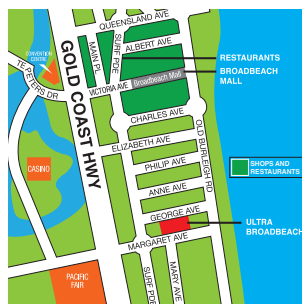 QUEENSLAND AVE
CONVENTION
CENTRE
MAIN PL
SURF PDE
ALBERT AVE
RESTAURANTS
BROADBEACH
MALL
Broadbeach Mall
TE PETERS DR
GOLD COAST HWY
VICTORIA AVE
CHARLES AVE
ELIZABETH AVE
OLD BURLEIGH RD
PHILIP AVE
CASINO
SHOPS AND
RESTAURANTS
ANNE AVE
GEORGE AVE
ULTRA
BROADBEACH
MARGARET AVE
PACIFIC
FAIR
SURF PDE
MARY AVE